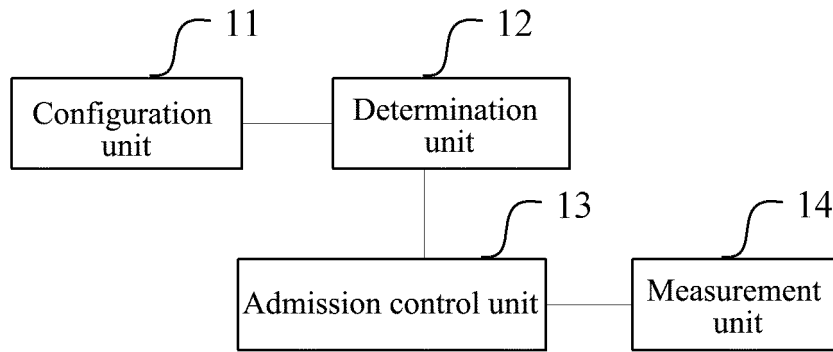 11
12
Configuration
unit
Determination
unit
13
14
Admission control unit
Measurement
unit